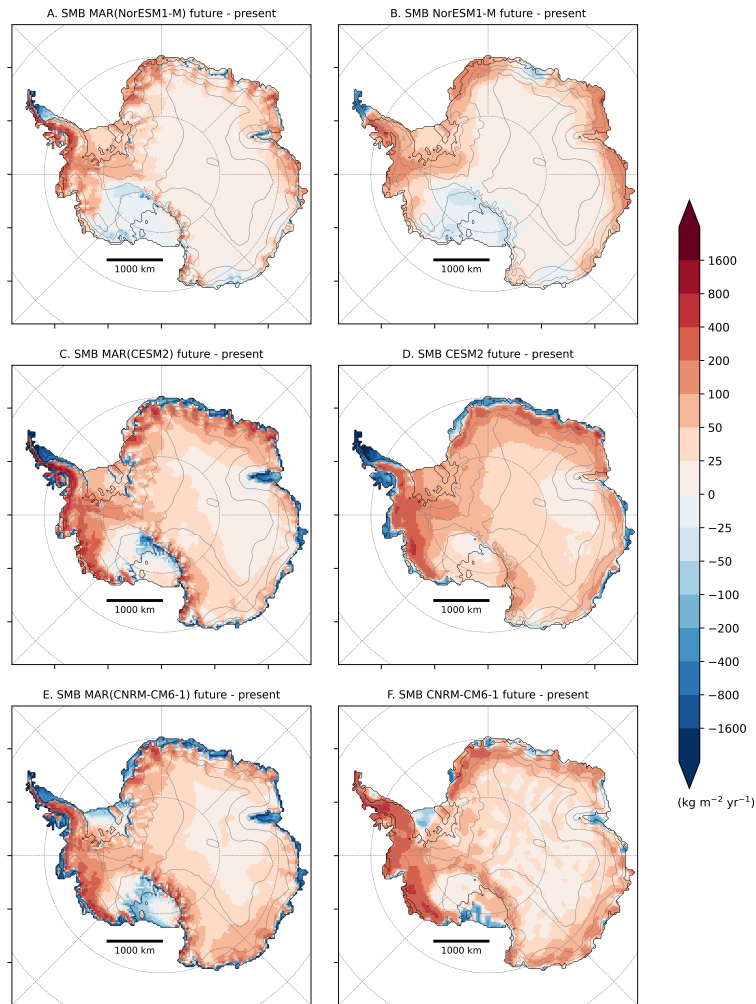 A. SMB MAR(NorESM1-M) future - present
B. SMB NorESM1-M future - present
1000 km
1000 km
C. SMB MAR(CESM2) future - present
D. SMB CESM2 future - present
1000 km
1000 km
E. SMB MAR(CNRM-CM6-1) future - present
F. SMB CNRM-CM6-1 future - present
1000 km
1000 km
1600
800
400
200
100
50
25
0
−25
−50
−100
−200
−400
−800
−1600
(kg m⁻² yr⁻¹)